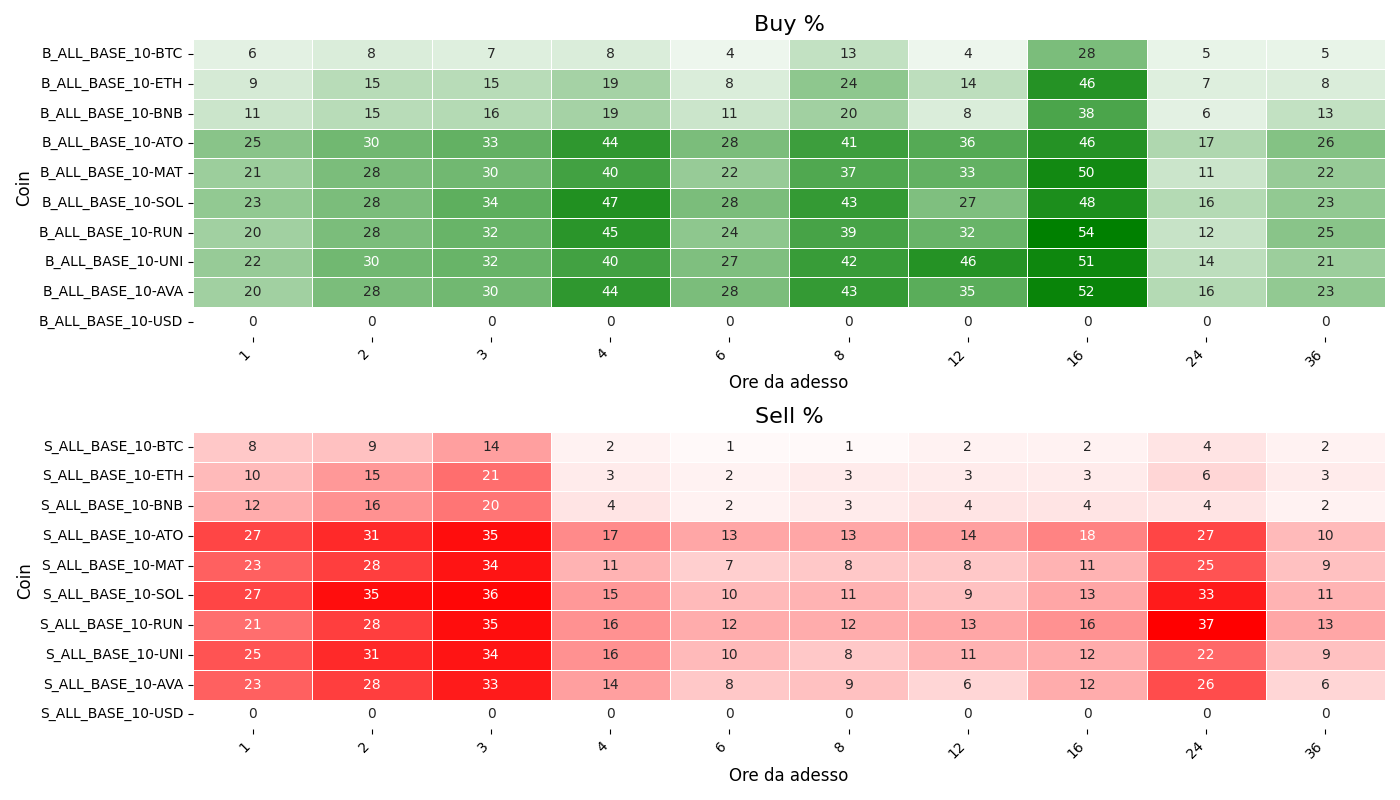 Buy %
Coin
B_ALL_BASE_10-BTC 6 8 7 8 4 13 4 28 5 5
B_ALL_BASE_10-ETH 9 15 15 19 8 24 14 46 7 8
B_ALL_BASE_10-BNB 11 15 16 19 11 20 8 38 6 13
B_ALL_BASE_10-ATO 25 30 33 44 28 41 36 46 17 26
B_ALL_BASE_10-MAT 21 28 30 40 22 37 33 50 11 22
B_ALL_BASE_10-SOL 23 28 34 47 28 43 27 48 16 23
B_ALL_BASE_10-RUN 20 28 32 45 24 39 32 54 12 25
B_ALL_BASE_10-UNI 22 30 32 40 27 42 46 51 14 21
B_ALL_BASE_10-AVA 20 28 30 44 28 43 35 52 16 23
B_ALL_BASE_10-USD 0 0 0 0 0 0 0 0 0 0
1 2 3 4 6 8 12 16 24 36
Ore da adesso
Sell %
Coin
S_ALL_BASE_10-BTC 8 9 14 2 1 1 2 2 4 2
S_ALL_BASE_10-ETH 10 15 21 3 2 3 3 3 6 3
S_ALL_BASE_10-BNB 12 16 20 4 2 3 4 4 4 2
S_ALL_BASE_10-ATO 27 31 35 17 13 13 14 18 27 10
S_ALL_BASE_10-MAT 23 28 34 11 7 8 8 11 25 9
S_ALL_BASE_10-SOL 27 35 36 15 10 11 9 13 33 11
S_ALL_BASE_10-RUN 21 28 35 16 12 12 13 16 37 13
S_ALL_BASE_10-UNI 25 31 34 16 10 8 11 12 22 9
S_ALL_BASE_10-AVA 23 28 33 14 8 9 6 12 26 6
S_ALL_BASE_10-USD 0 0 0 0 0 0 0 0 0 0
1 2 3 4 6 8 12 16 24 36
Ore da adesso